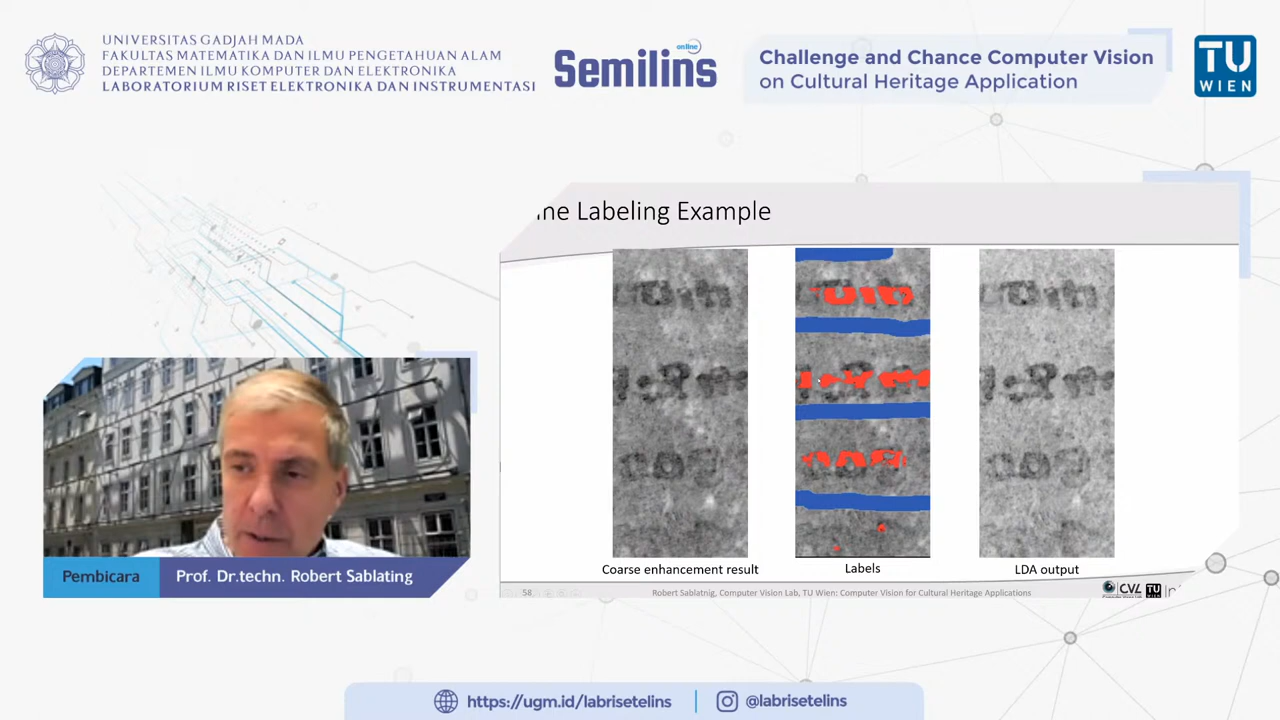 UNIVERSITAS GADJAH MADA
FAKULTAS MATEMATIKA DAN ILMU PENGETAHUAN ALAM
DEPARTEMEN ILMU KOMPUTER DAN ELEKTRONIKA
LABORATORIUM RISET ELEKTRONIKA DAN INSTRUMENTASI
online
Semilins
Challenge and Chance Computer Vision
on Cultural Heritage Application
TU
WIEN
ine Labeling Example
Coarse enhancement result
Labels
LDA output
58
Robert Sablatnig, Computer Vision Lab, TU Wien: Computer Vision for Cultural Heritage Applications
CVL
TU
WIEN
Pembicara
Prof. Dr.techn. Robert Sablating
https://ugm.id/labrisetelins
@labrisetelins